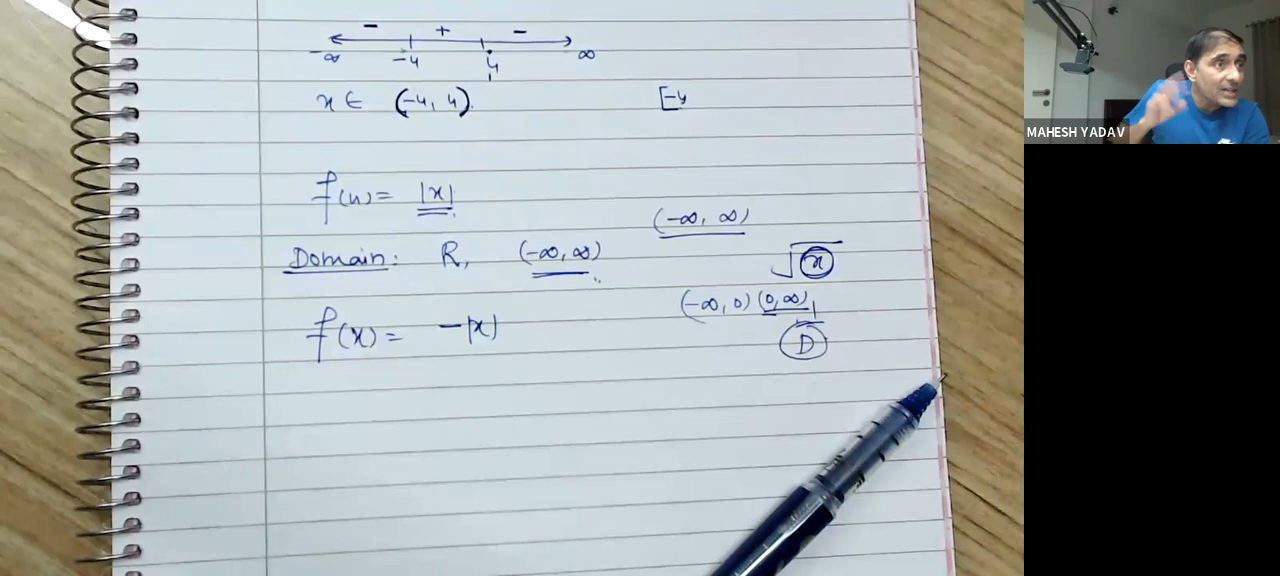 − + −
-∞ -4 4 ∞
x ∈ (-4, 4) [-4
f(x) = |x|
(-∞, ∞)
Domain: R, (-∞, ∞) √x
(-∞, 0) (0, ∞)
f(x) = -|x| D
MAHESH YADAV